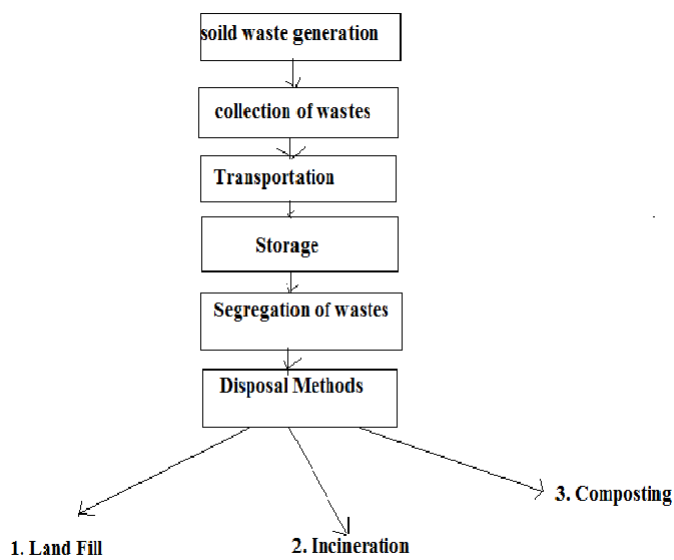 soild waste generation
collection of wastes
Transportation
Storage
Segregation of wastes
Disposal Methods
3. Composting
1. Land Fill
2. Incineration